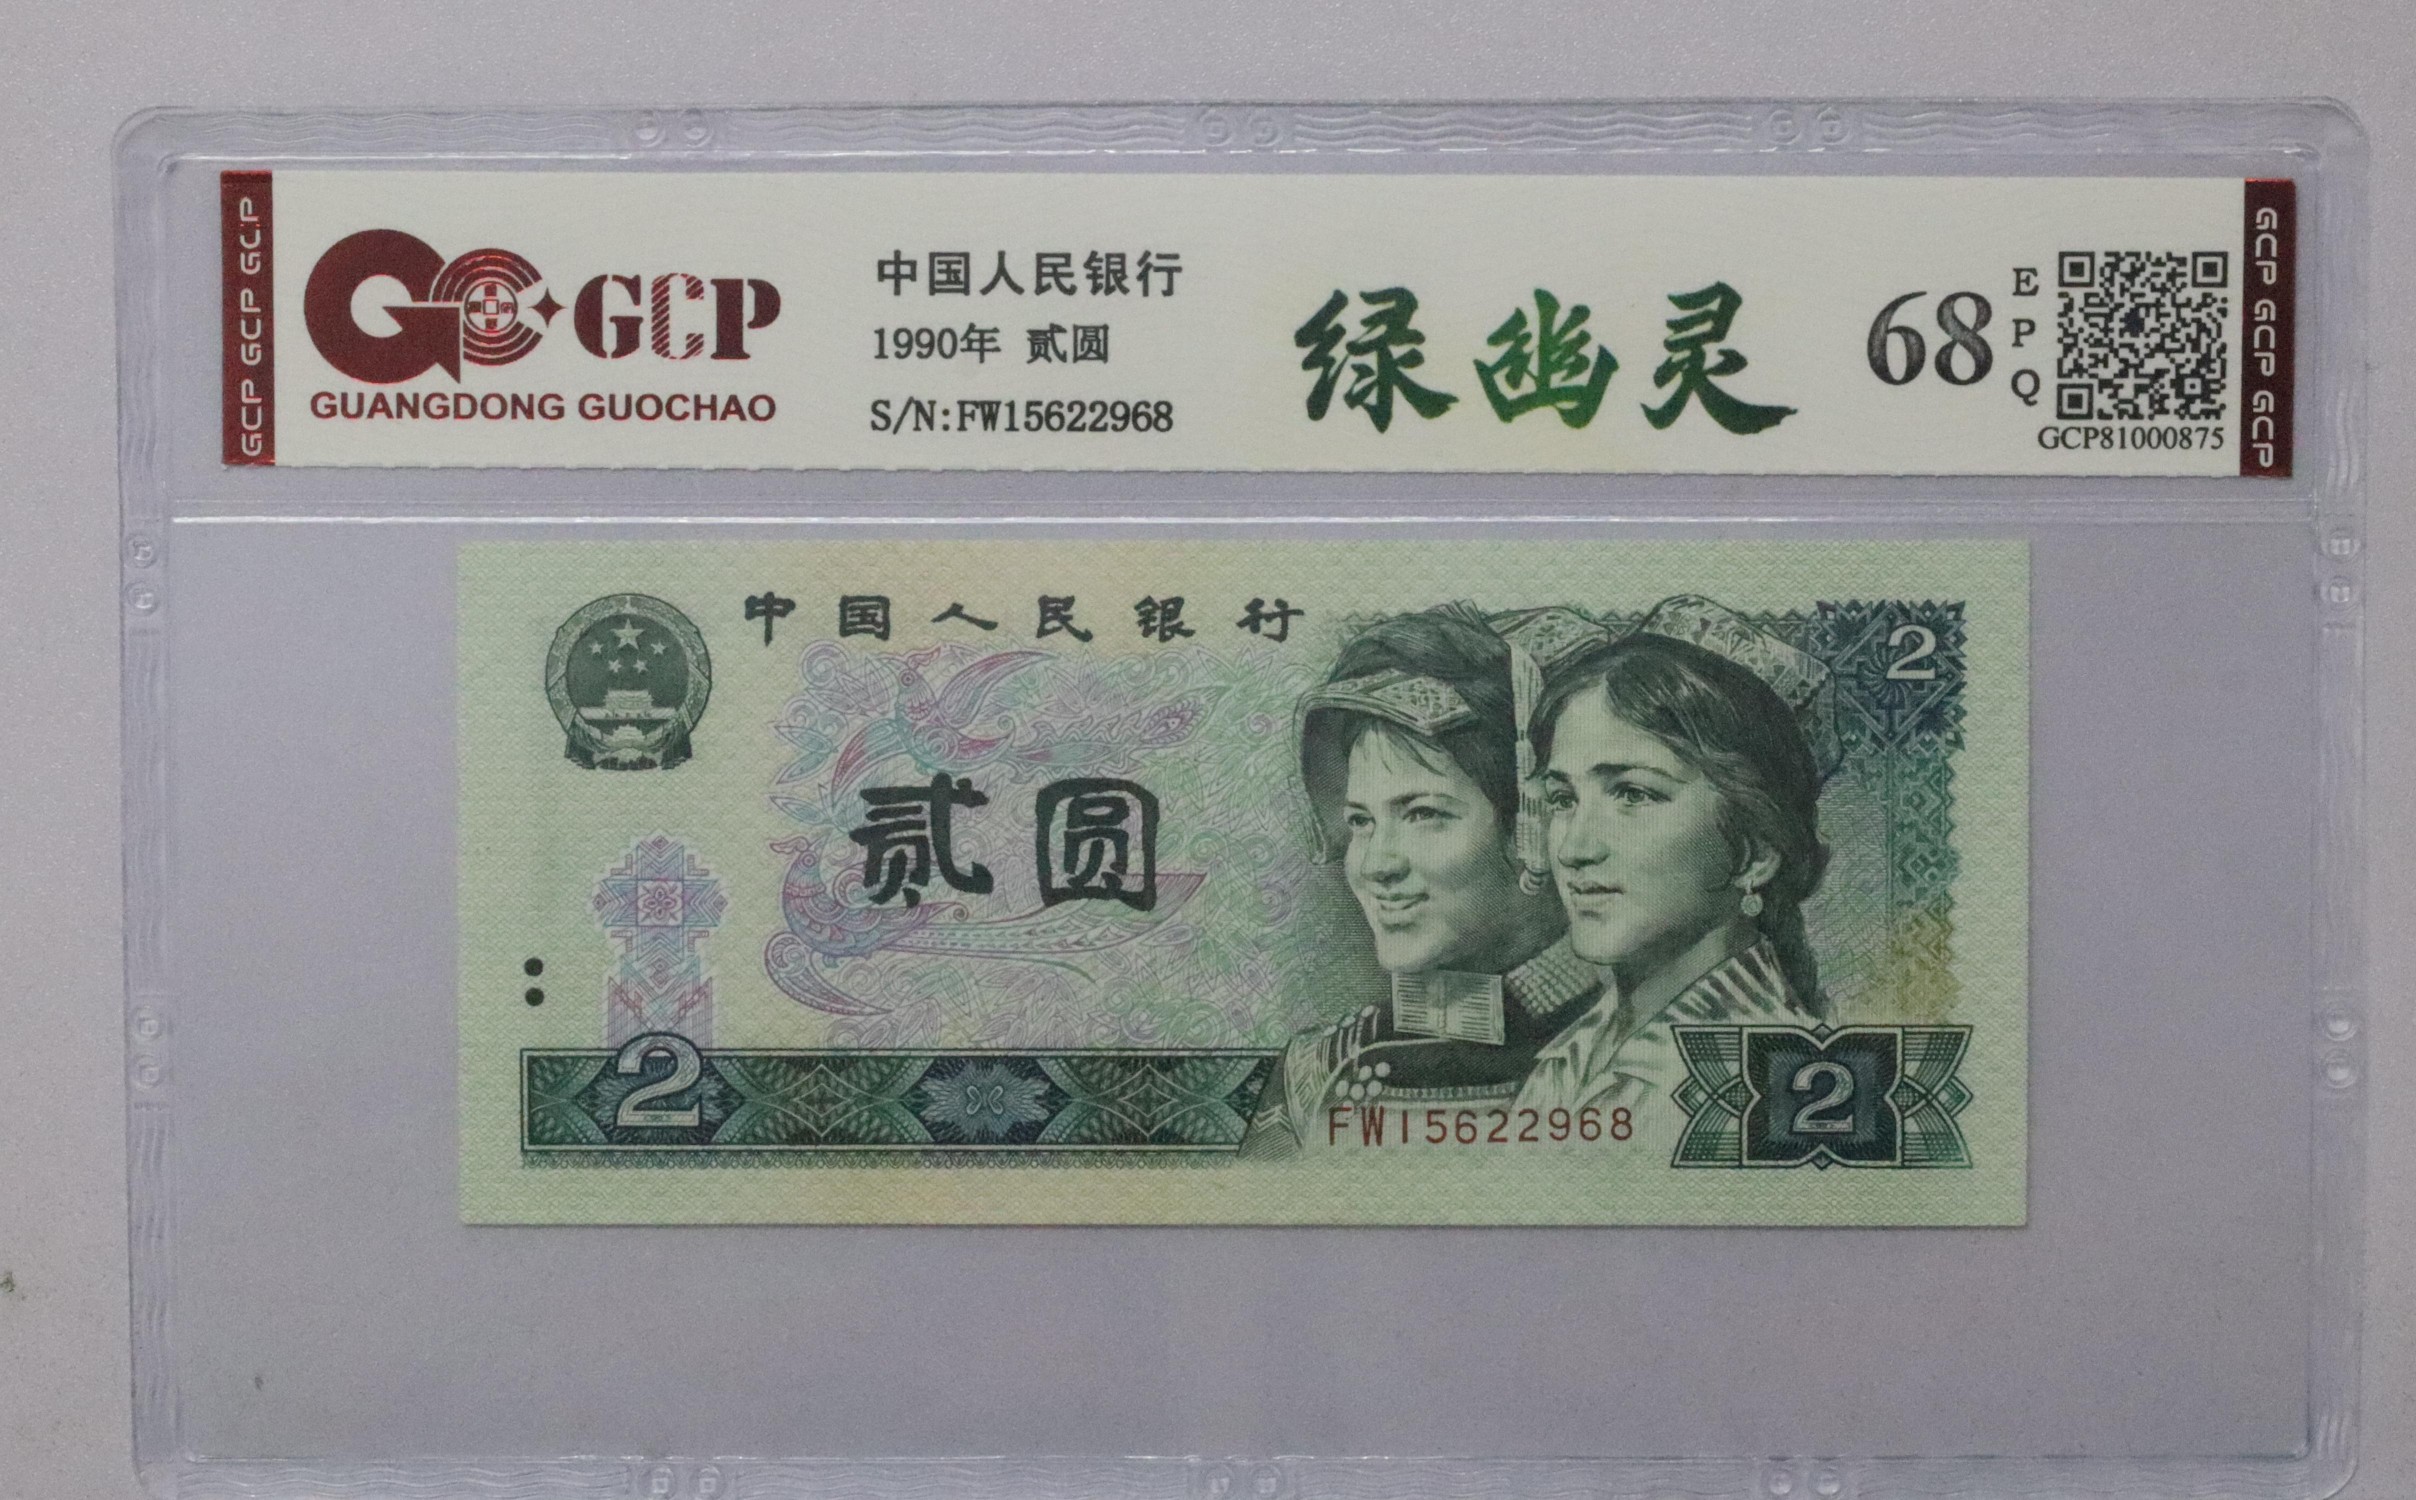 GCP GCP GCP
GC GCP
GUANGDONG GUOCHAO
中国人民银行
1990年 贰圆
S/N:FW15622968
绿幽灵
68
EPQ
GCP81000875
GCP GCP GCP
中国人民银行
2
贰圆
2
FW15622968
2